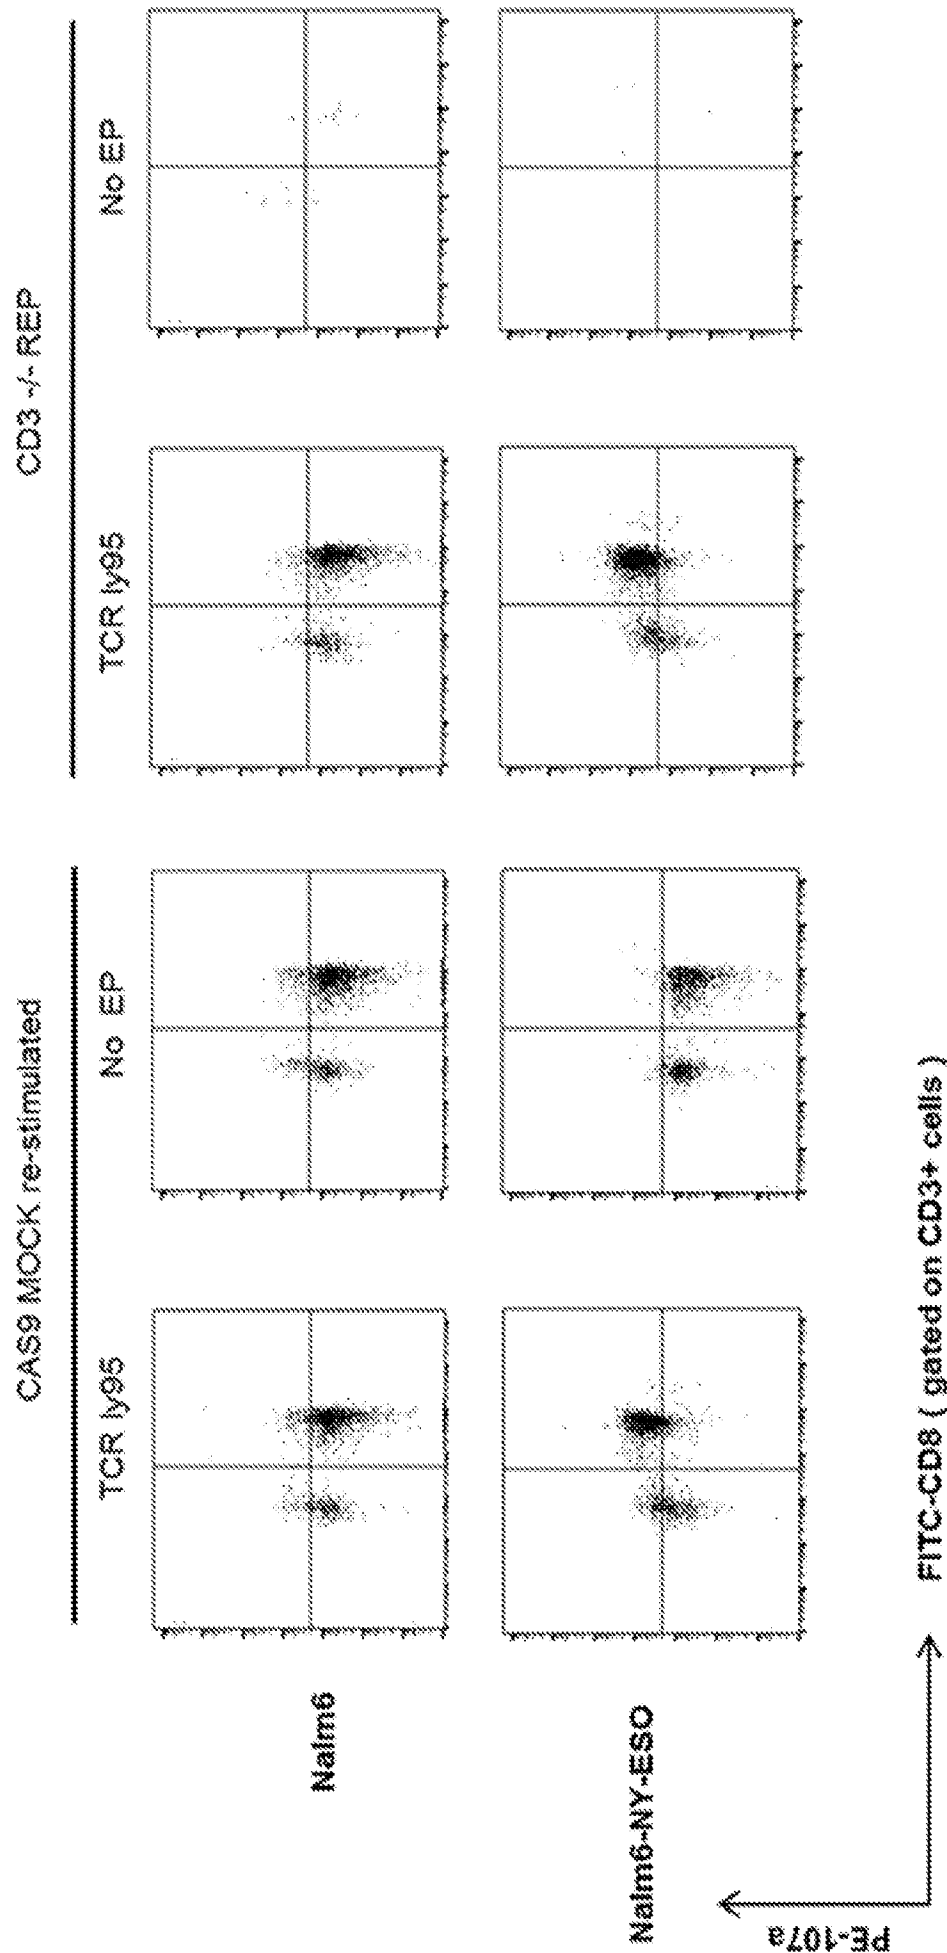 CAS9 MOCK re-stimulated
CD3 -/- REP
TCR ly95
No EP
TCR ly95
No EP
Nalm6
Nalm6-NY-ESO
PE-107a
FITC-CD8 ( gated on CD3+ cells )